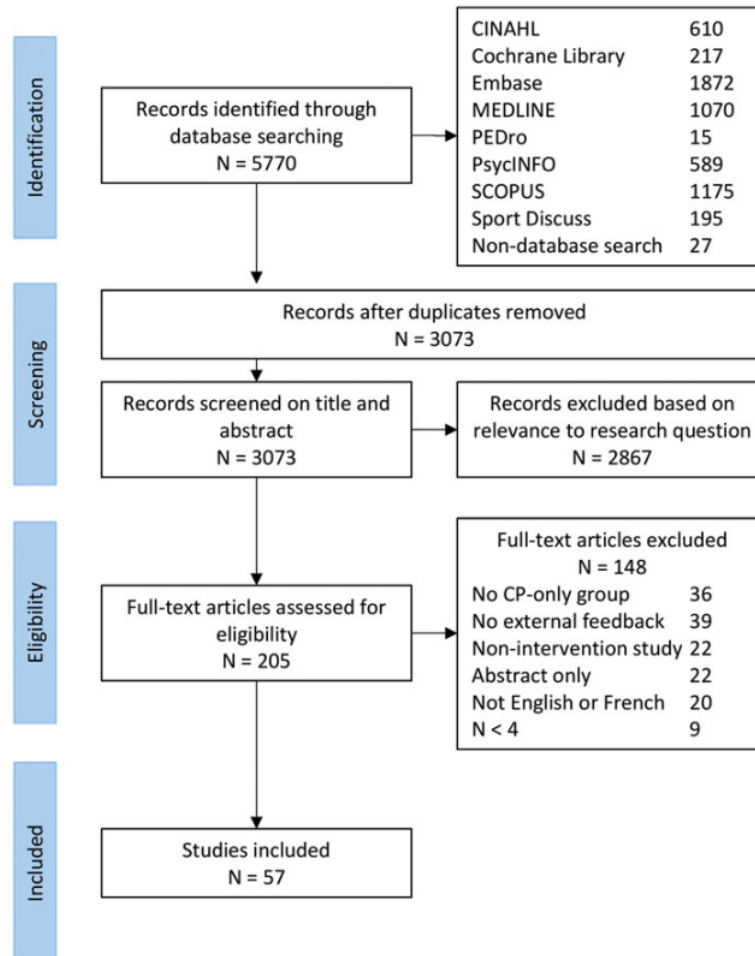 Identification
Records identified through
database searching
N = 5770
CINAHL 610
Cochrane Library 217
Embase 1872
MEDLINE 1070
PEDro 15
PsycINFO 589
SCOPUS 1175
Sport Discuss 195
Non-database search 27
Screening
Records after duplicates removed
N = 3073
Records screened on title and
abstract
N = 3073
Records excluded based on
relevance to research question
N = 2867
Eligibility
Full-text articles assessed for
eligibility
N = 205
Full-text articles excluded
N = 148
No CP-only group 36
No external feedback 39
Non-intervention study 22
Abstract only 22
Not English or French 20
N < 4 9
Included
Studies included
N = 57